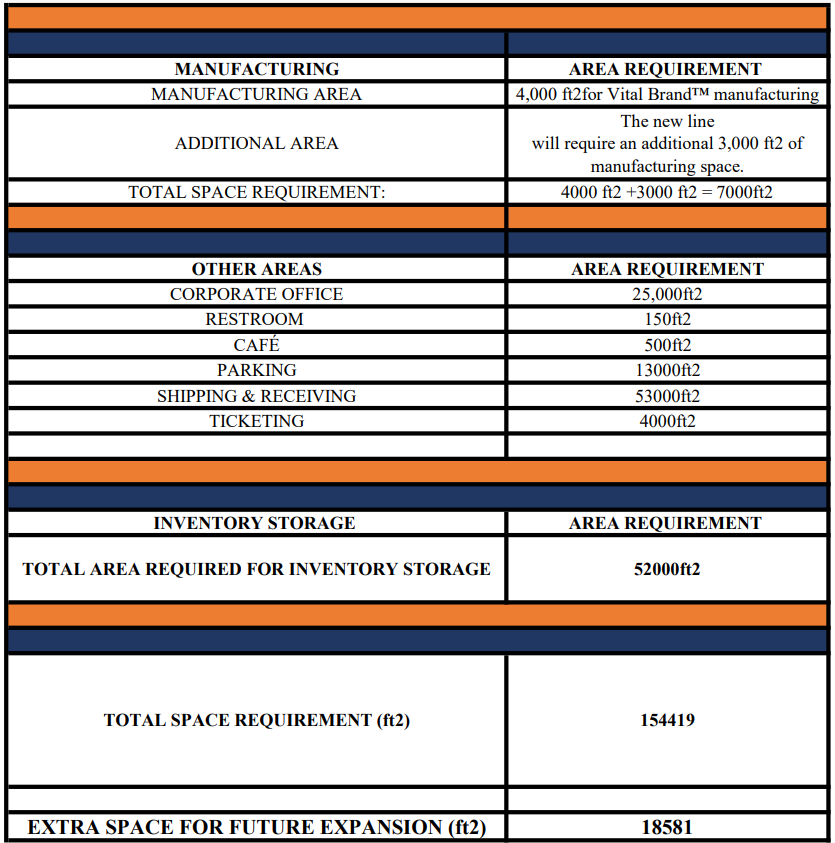 MANUFACTURING AREA REQUIREMENT
MANUFACTURING AREA 4,000 ft2for Vital Brand™ manufacturing
ADDITIONAL AREA The new line
will require an additional 3,000 ft2 of
manufacturing space.
TOTAL SPACE REQUIREMENT: 4000 ft2 +3000 ft2 = 7000ft2
OTHER AREAS AREA REQUIREMENT
CORPORATE OFFICE 25,000ft2
RESTROOM 150ft2
CAFÉ 500ft2
PARKING 13000ft2
SHIPPING & RECEIVING 53000ft2
TICKETING 4000ft2
INVENTORY STORAGE AREA REQUIREMENT
TOTAL AREA REQUIRED FOR INVENTORY STORAGE 52000ft2
TOTAL SPACE REQUIREMENT (ft2) 154419
EXTRA SPACE FOR FUTURE EXPANSION (ft2) 18581